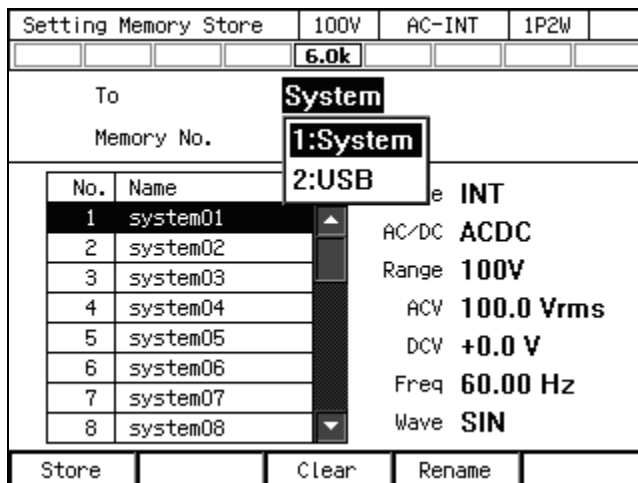 Setting Memory Store 100V AC-INT 1P2W
6.0k
To System
Memory No. 1:System
2:USB
No. Name e INT
1 system01
AC/DC ACDC
2 system02
3 system03 Range 100V
4 system04 ACV 100.0 Vrms
5 system05 DCV +0.0 V
6 system06
7 system07 Freq 60.00 Hz
8 system08 Wave SIN
Store Clear Rename